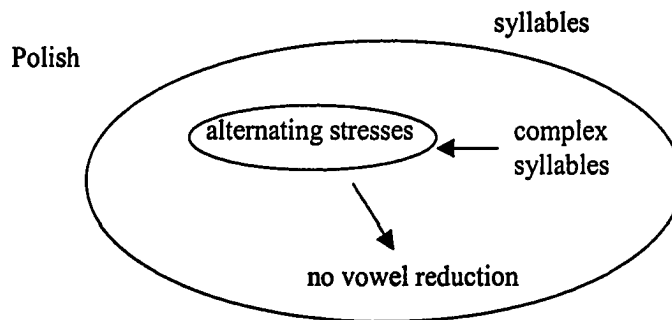 syllables
Polish
alternating stresses
complex
syllables
no vowel reduction